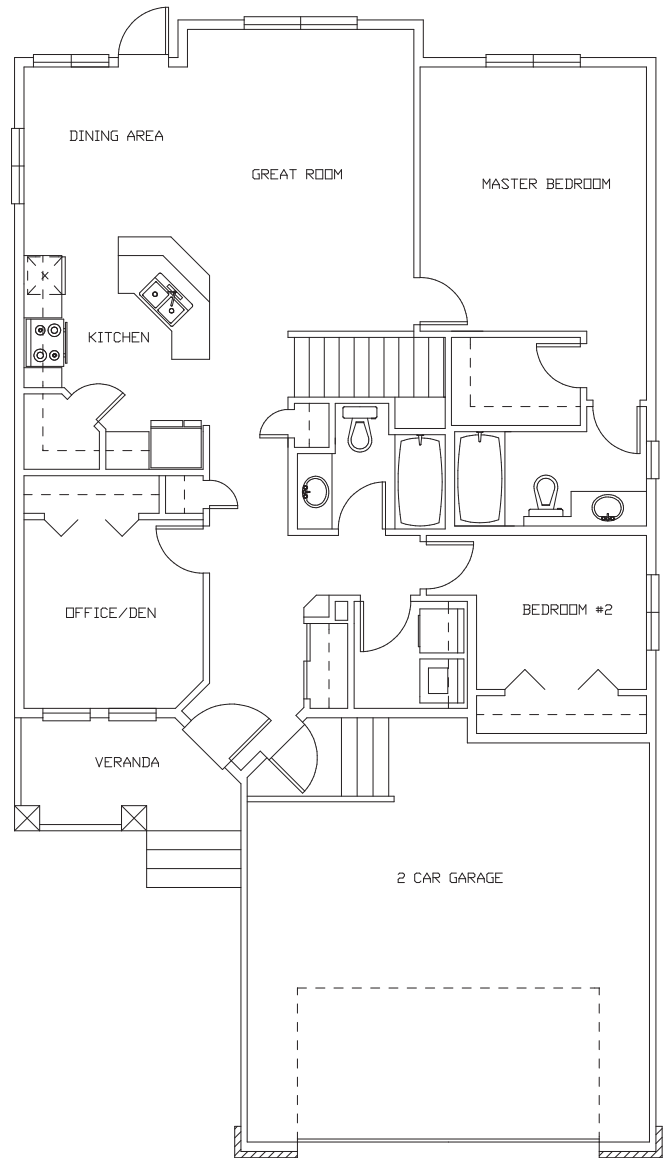 DINING AREA
GREAT ROOM
MASTER BEDROOM
KITCHEN
OFFICE/DEN
BEDROOM #2
VERANDA
2 CAR GARAGE